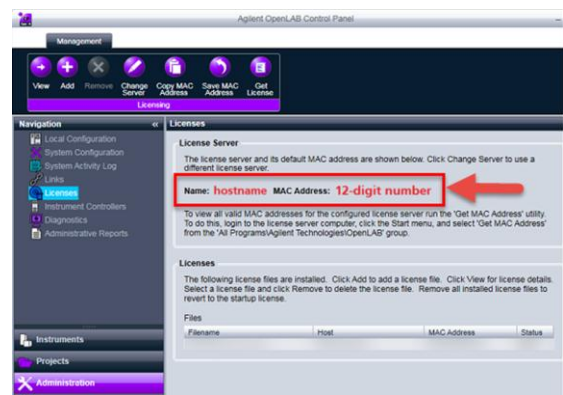 Agilent OpenLAB Control Panel
Management
View Add Remove Change Server Copy MAC Address Save MAC Address Get License
Licensing
Navigation
Local Configuration
System Configuration
System Activity Log
Links
Licenses
Instrument Controllers
Diagnostics
Administrative Reports
Instruments
Projects
Administration
Licenses
License Server
The license server and its default MAC address are shown below. Click Change Server to use a
different license server.
Name: hostname MAC Address: 12-digit number
To view all valid MAC addresses for the configured license server run the 'Get MAC Address' utility.
To do this, login to the license server computer, click the Start menu, and select 'Get MAC Address'
from the 'All Programs\Agilent Technologies\OpenLAB' group.
Licenses
The following license files are installed. Click Add to add a license file. Click View for license details.
Select a license file and click Remove to delete the license file. Remove all installed license files to
revert to the startup license.
Files
Filename Host MAC Address Status